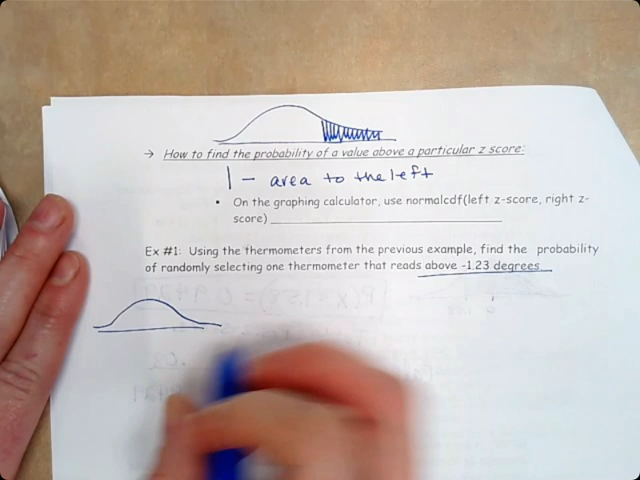 → How to find the probability of a value above a particular z score:
1 - area to the left
• On the graphing calculator, use normalcdf(left z-score, right z-
score) ____________________
Ex #1: Using the thermometers from the previous example, find the probability
of randomly selecting one thermometer that reads above -1.23 degrees